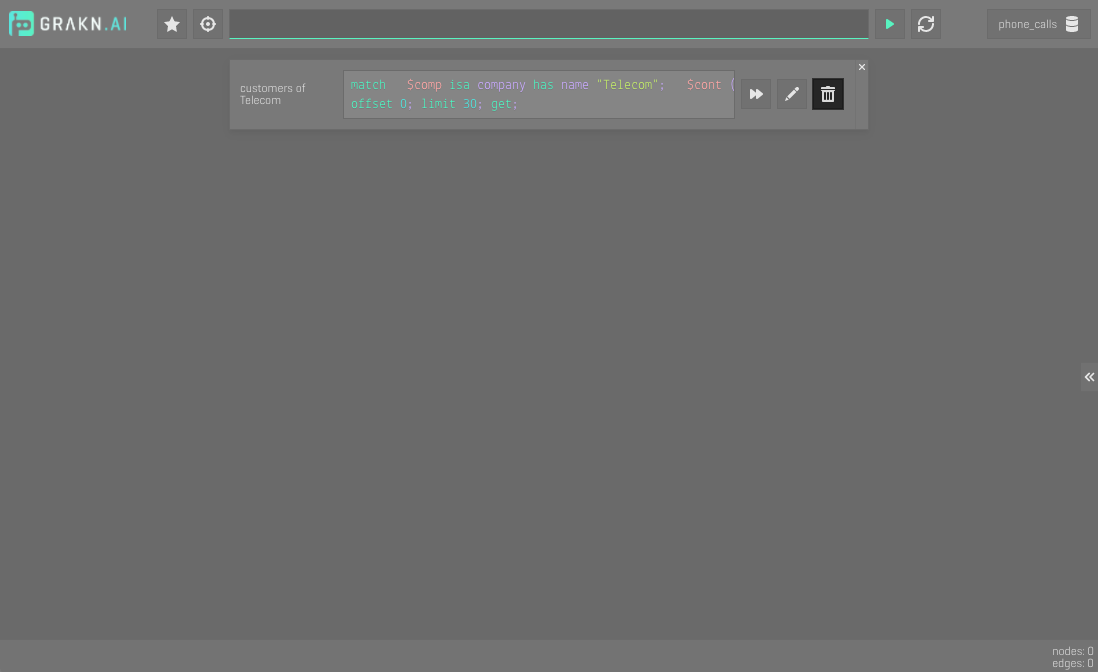 GRAKN.AI
phone_calls
customers of
Telecom
match $comp isa company has name "Telecom"; $cont (
offset 0; limit 30; get;
nodes: 0
edges: 0